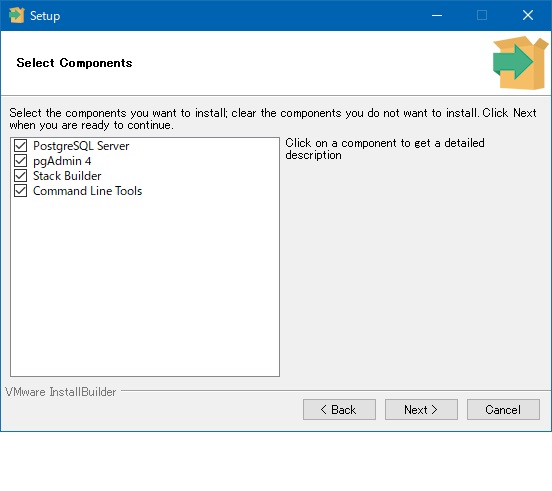 Setup
Select Components
Select the components you want to install; clear the components you do not want to install. Click Next
when you are ready to continue.
PostgreSQL Server
pgAdmin 4
Stack Builder
Command Line Tools
Click on a component to get a detailed
description
VMware InstallBuilder
< Back
Next >
Cancel